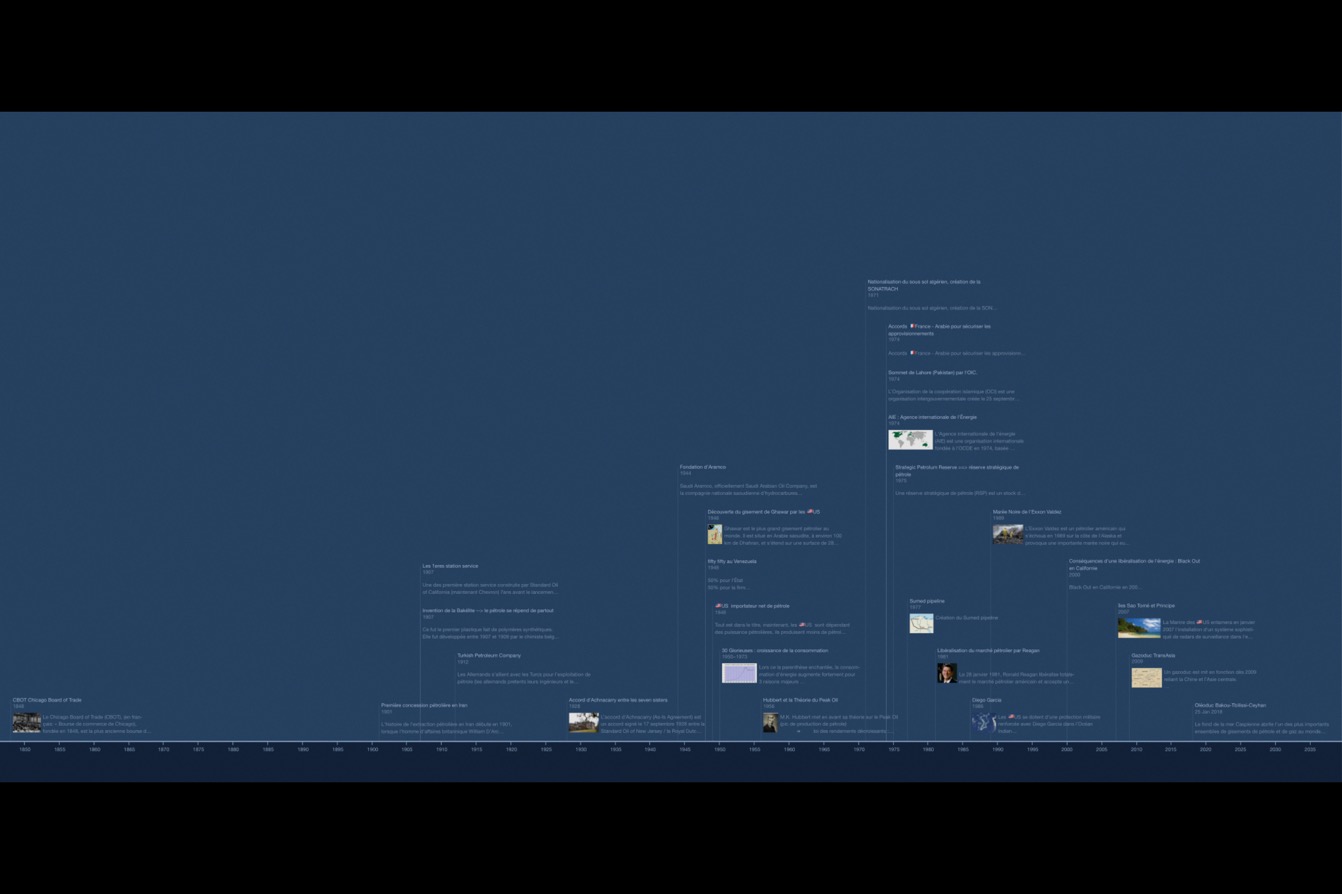 Nationalisation du sous sol algérien, création de la
SONATRACH
1971
Nationalisation du sous sol algérien, création de la SON…
Accords 🇫🇷France - Arabie pour sécuriser les
approvisionnements
1974
Accords 🇫🇷France - Arabie pour sécuriser les approvisionn…
Sommet de Lahore (Pakistan) par l'OIC.
1974
L'Organisation de la coopération islamique (OCI) est une
organisation intergouvernementale créée le 25 septembr…
AIE - Agence internationale de l'Énergie
1974
L'Agence internationale de l'énergie
(AIE) est une organisation internationale
fondée à l'OCDE en 1974, basée…
Fondation d'Aramco
1944
Saudi Aramco, officiellement Saudi Arabian Oil Company, est
la compagnie nationale saoudienne d'hydrocarbures…
Strategic Petrolum Reserve ==> réserve stratégique de
pétrole
1975
Une réserve stratégique de pétrole (RSP) est un stock d…
Découverte du gisement de Ghawar par les 🇺🇸US
1948
Ghawar est le plus grand gisement pétrolier au
monde. Il est situé en Arabie saoudite, à environ 100
km de Dhahran, et s'étend sur une surface de 28…
Marée Noire de l'Exxon Valdez
1989
L'Exxon Valdez est un pétrolier américain qui
s'échoua en 1989 sur la côte de l'Alaska et
provoqua une importante marée noire qui eu…
Les 1eres station service
1907
Une des première station service construite par Standard Oil
of California (maintenant Chevron). Fera avant le lancemen…
fifty fifty au Venezuela
1948
50% pour l'État
50% pour la firm…
Conséquences d'une libéralisation de l'énergie : Black Out
en Californie
2000
Black Out en Californie en 200…
Invention de la Bakélite —> le pétrole se répand de partout
1907
Ce fut le premier plastique fait de polymères synthétiques.
Elle fut développée entre 1907 et 1909 par le chimiste belg…
🇺🇸US importateur net de pétrole
1949
Tout est dans le titre, maintenant, les 🇺🇸US sont dépendant
des puissance pétrolières, ils produisent moins de pétrol…
Sumed pipeline
1977
Création du Sumed pipeline
Îles Sao Tomé et Principe
2007
La Marine des 🇺🇸US entamera en janvier
2007 l'installation d'un système exploitn-
quit de radars de surveillance dans l'A…
Turkish Petroleum Company
1912
Les Allemands s'allient avec les Turcs pour l'exploitation de
pétrole (les allemands prêtent leurs ingénieurs et le…
30 Glorieuses : croissance de la consommation
1950–1973
Lors de la parenthèse enchantée, la consom-
mation d'énergie augmente fortement pour
3 raisons majeure…
Libéralisation du marché pétrolier par Reagan
1981
Le 28 janvier 1981, Ronald Reagan libéralise totale-
ment le marché pétrolier américain et accepte us…
Gazoduc TransAsia
2009
Un gazoduc est mit en fonction dès 2009
reliant la Chine et l'Asie centrale.
CBOT Chicago Board of Trade
1848
Le Chicago Board of Trade (CBOT), (en fran-
çais « Bourse de commerce de Chicago),
fondée en 1848, est la plus ancienne bourse d…
Première concession pétrolière en Iran
1901
L'histoire de l'extraction pétrolière en Iran débute en 1901,
lorsque l'homme d'affaires britannique William D'Arc…
Accord d'Achnacarry entre les seven sisters
1928
L'accord d'Achnacarry (As-Is Agreement) est
un accord signé le 17 septembre 1928 entre le
Standard Oil of New Jersey / la Royal Dutc…
Hubbert et la Théorie du Peak Oil
1956
M.K. Hubbert met en avant sa théorie sur le Peak Oil
(pic de production de pétrole)
loi des rendements décroissants…
Diego Garcia
1986
Les 🇺🇸US se dotent d'une protection militaire
renforcée avec Diego Garcia dans l'Océan
Indien…
Oléoduc Bakou-Tbilissi-Ceyhan
25 Jan 2019
Le fond de la mer Caspienne abrite l'un des plus importants
ensembles de gisements de pétrole et de gaz au monde…
1850 1855 1860 1865 1870 1875 1880 1885 1890 1895 1900 1905 1910 1915 1920 1925 1930 1935 1940 1945 1950 1955 1960 1965 1970 1975 1980 1985 1990 1995 2000 2005 2010 2015 2020 2025 2030 2035